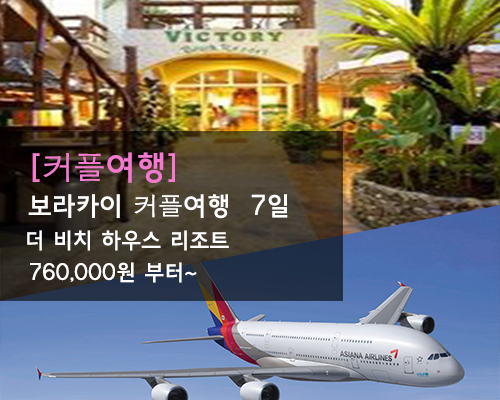 VICTORY
Beach Resort
[커플여행]
보라카이 커플여행 7일
더 비치 하우스 리조트
760,000원 부터~
ASIANA AIRLINES